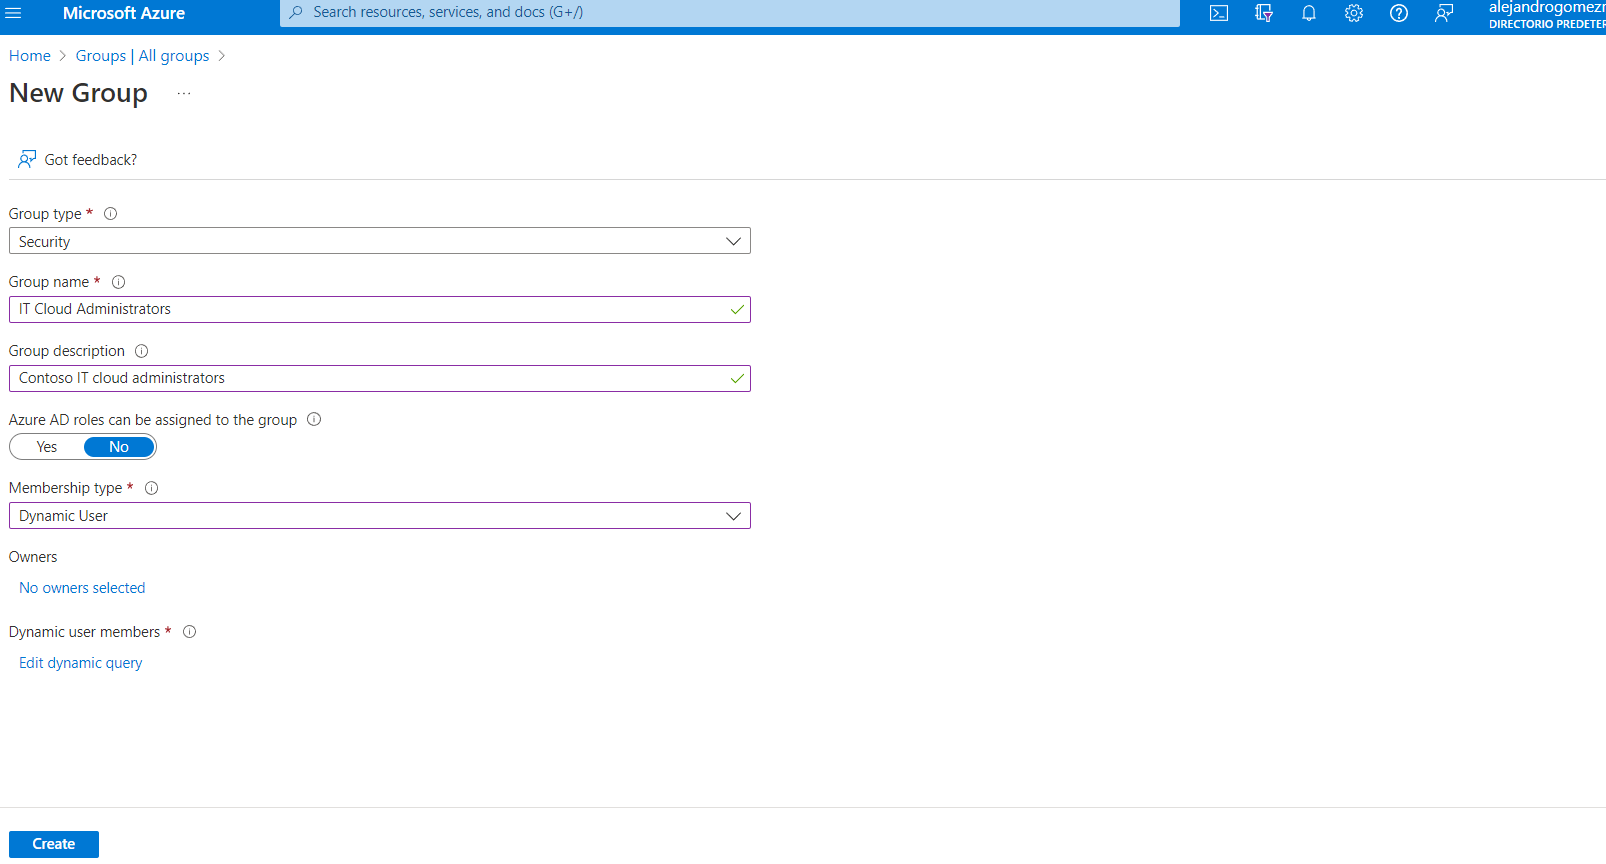 Microsoft Azure
Search resources, services, and docs (G+/)
alejandrogomezr
DIRECTORIO PREDETER
Home > Groups | All groups >
New Group ...
Got feedback?
Group type *
Security
Group name *
IT Cloud Administrators
Group description
Contoso IT cloud administrators
Azure AD roles can be assigned to the group
Yes No
Membership type *
Dynamic User
Owners
No owners selected
Dynamic user members *
Edit dynamic query
Create